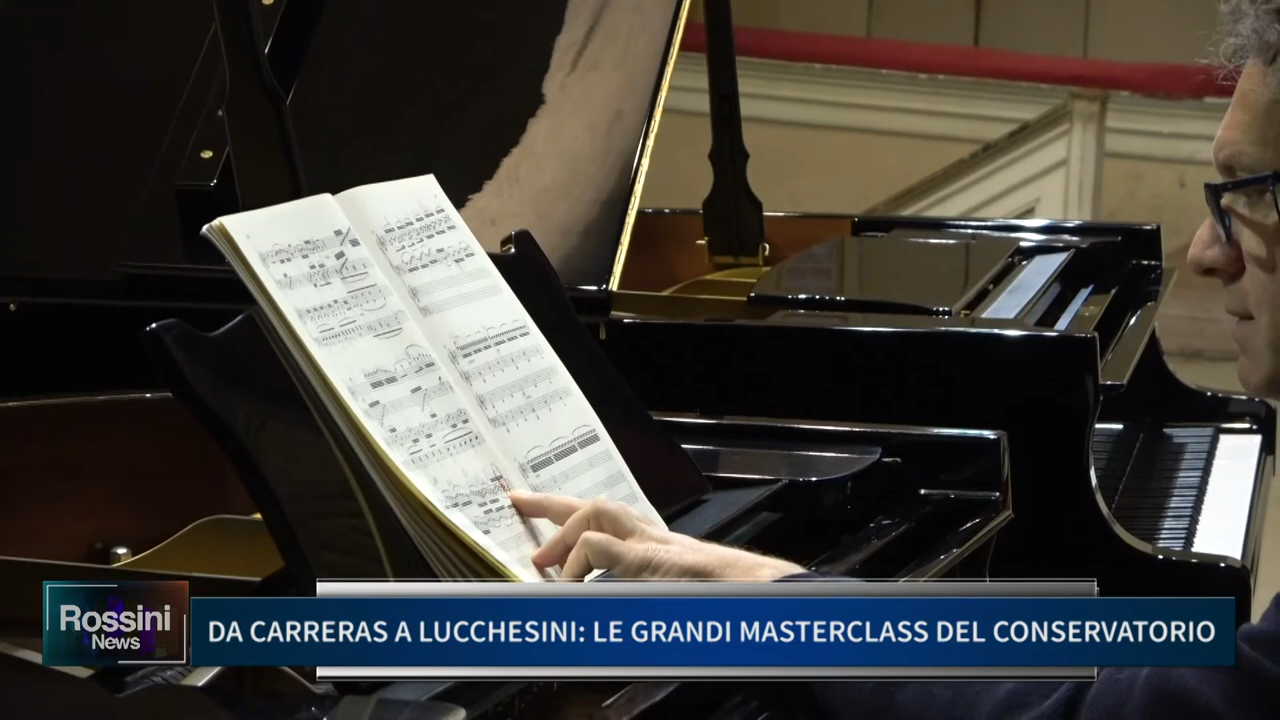 Rossini
News
DA CARRERAS A LUCCHESINI: LE GRANDI MASTERCLASS DEL CONSERVATORIO